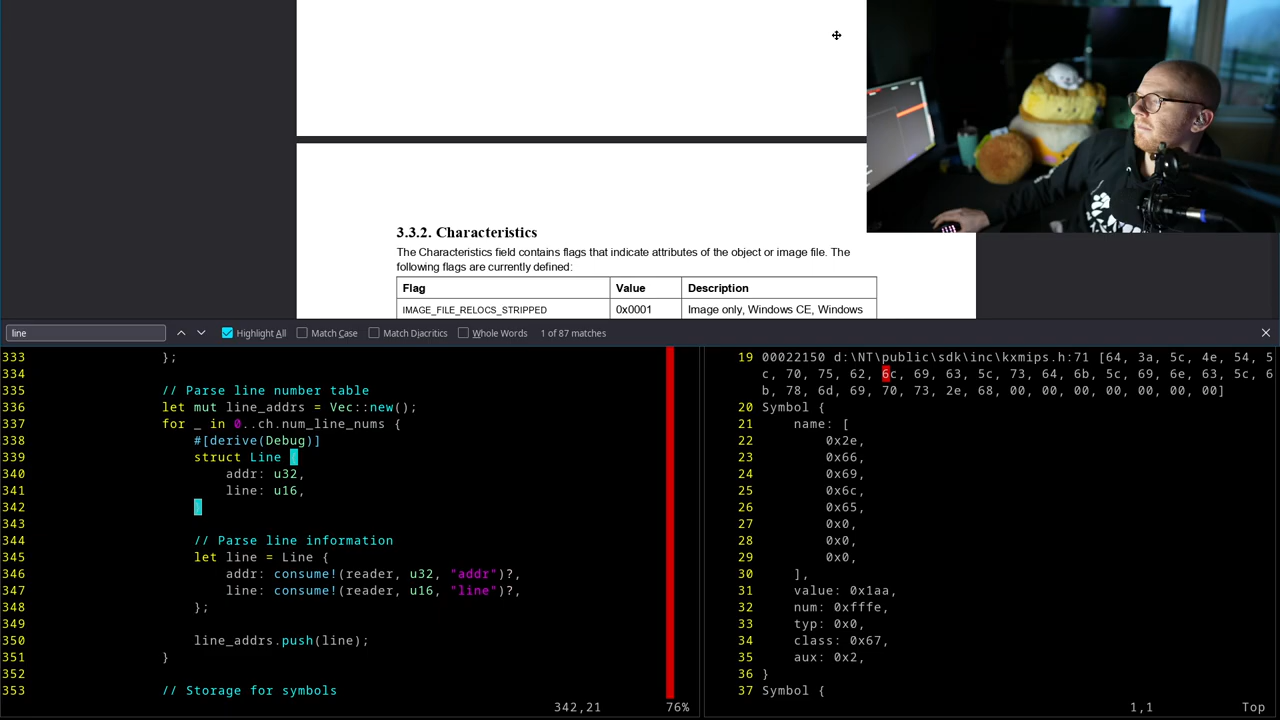 3.3.2. Characteristics
The Characteristics field contains flags that indicate attributes of the object or image file. The
following flags are currently defined:
Flag Value Description
IMAGE_FILE_RELOCS_STRIPPED 0x0001 Image only, Windows CE, Windows
line Highlight All Match Case Match Diacritics Whole Words 1 of 87 matches
333 };
334
335 // Parse line number table
336 let mut line_addrs = Vec::new();
337 for _ in 0..ch.num_line_nums {
338 #[derive(Debug)]
339 struct Line {
340 addr: u32,
341 line: u16,
342 }
343
344 // Parse line information
345 let line = Line {
346 addr: consume!(reader, u32, "addr")?,
347 line: consume!(reader, u16, "line")?,
348 };
349
350 line_addrs.push(line);
351 }
352
353 // Storage for symbols
342,21 76%
19 00022150 d:\NT\public\sdk\inc\kxmips.h:71 [64, 3a, 5c, 4e, 54, 5
c, 70, 75, 62, 6c, 69, 63, 5c, 73, 64, 6b, 5c, 69, 6e, 63, 5c, 6
b, 78, 6d, 69, 70, 73, 2e, 68, 00, 00, 00, 00, 00, 00, 00]
20 Symbol {
21 name: [
22 0x2e,
23 0x66,
24 0x69,
25 0x6c,
26 0x65,
27 0x0,
28 0x0,
29 0x0,
30 ],
31 value: 0x1aa,
32 num: 0xfffe,
33 typ: 0x0,
34 class: 0x67,
35 aux: 0x2,
36 }
37 Symbol {
1,1 Top